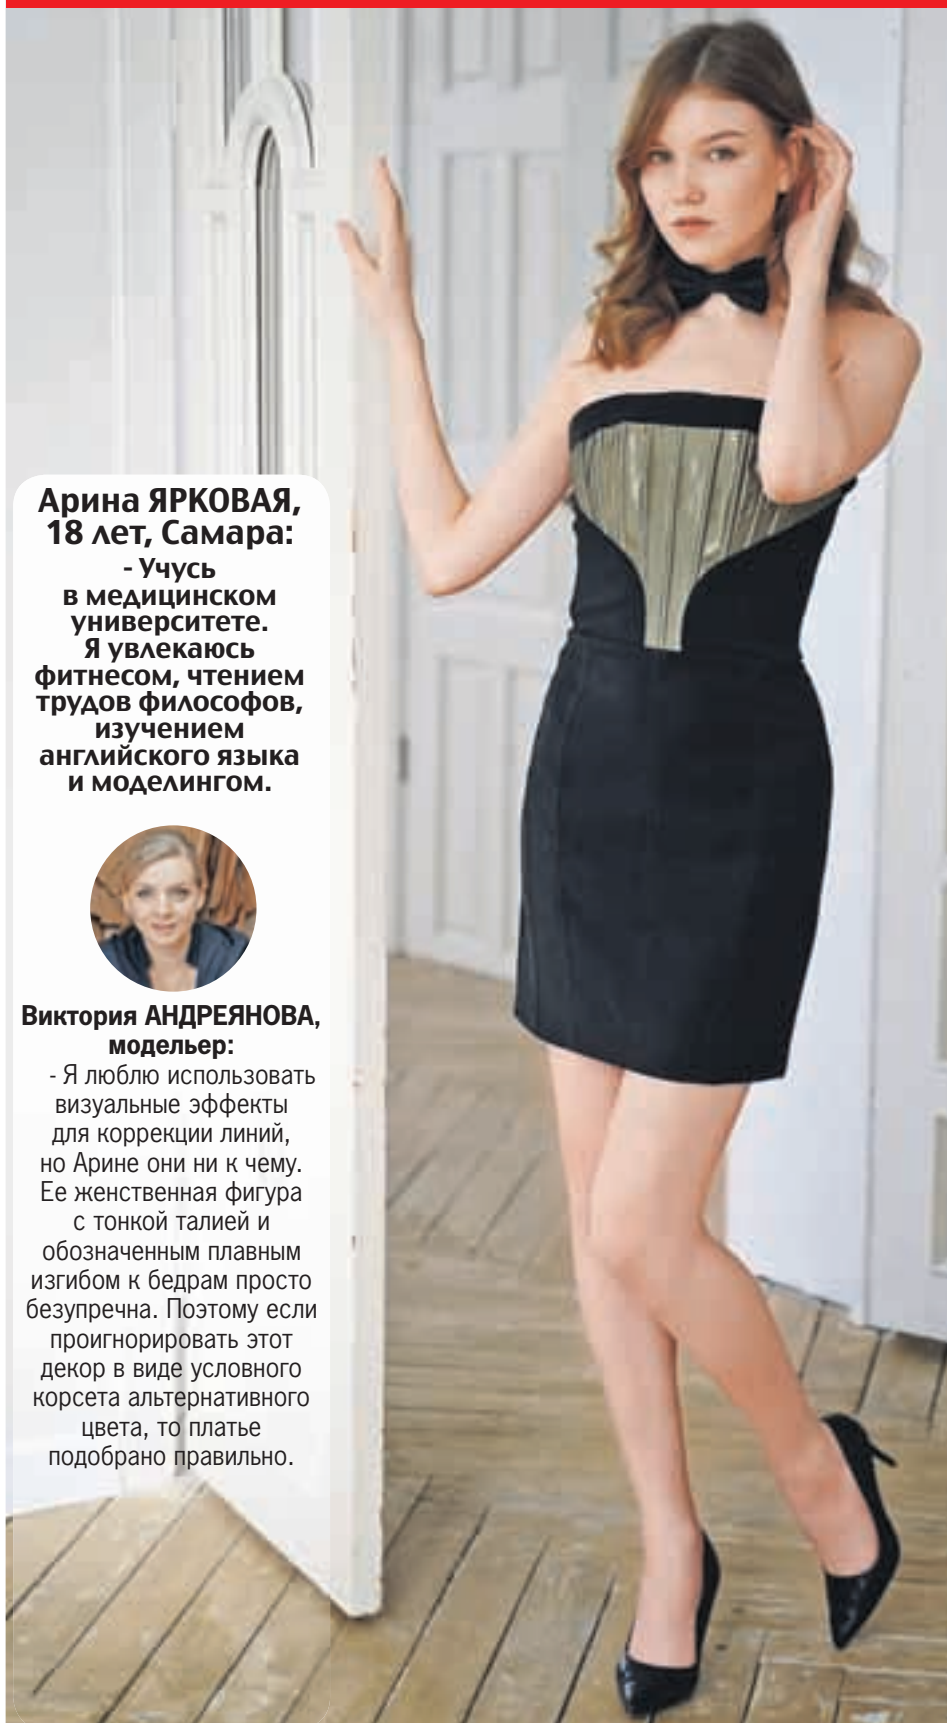 Арина ЯРКОВАЯ,
18 лет, Самара:
- Учусь
в медицинском
университете.
Я увлекаюсь
фитнесом, чтением
трудов философов,
изучением
английского языка
и моделингом.
Виктория АНДРЕЯНОВА,
модельер:
- Я люблю использовать
визуальные эффекты
для коррекции линий,
но Арине они ни к чему.
Ее женственная фигура
с тонкой талией и
обозначенным плавным
изгибом к бедрам просто
безупречна. Поэтому если
проигнорировать этот
декор в виде условного
корсета альтернативного
цвета, то платье
подобрано правильно.